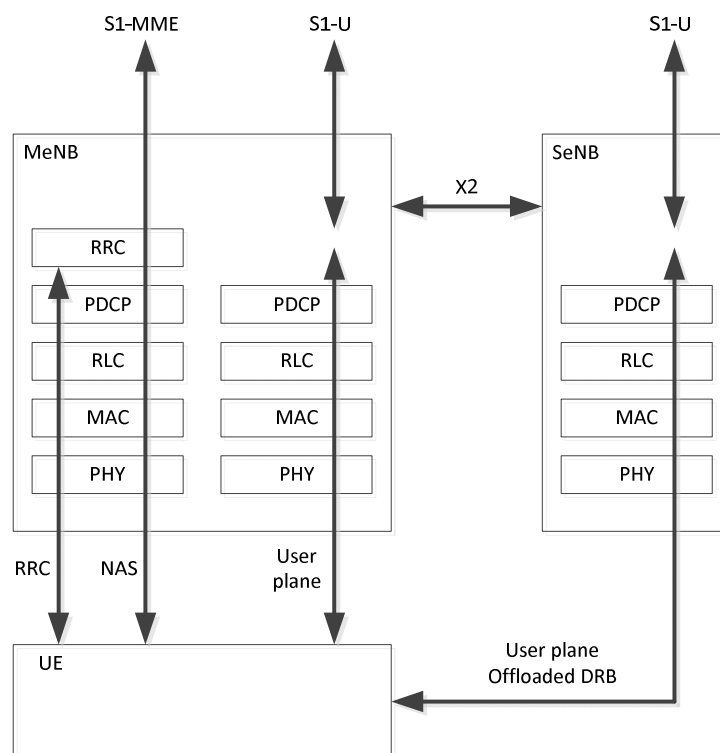 S1-MME
S1-U
S1-U
MeNB
SeNB
X2
RRC
PDCP
PDCP
PDCP
RLC
RLC
RLC
MAC
MAC
MAC
PHY
PHY
PHY
RRC
NAS
User
plane
UE
User plane
Offloaded DRB